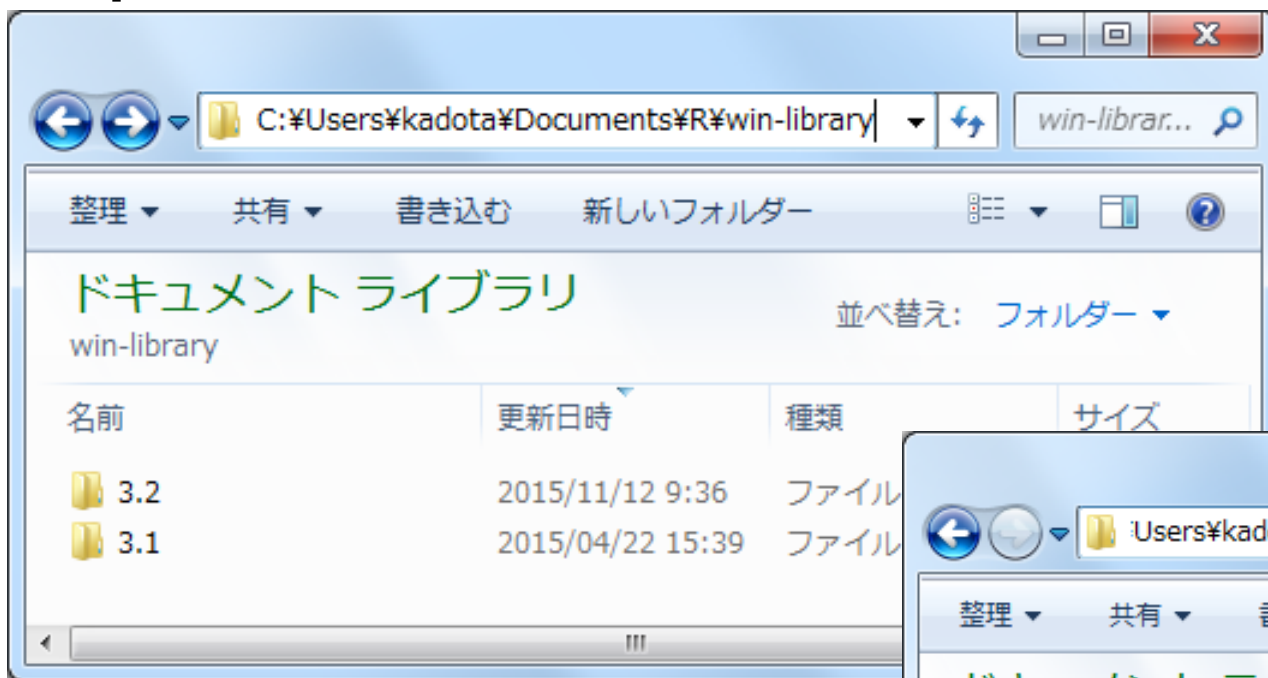 C:¥Users¥kadota¥Documents¥R¥win-library
win-librar...
整理 共有 書き込む 新しいフォルダー
ドキュメント ライブラリ
win-library
並べ替え: フォルダー
名前 更新日時 種類 サイズ
3.2 2015/11/12 9:36 ファイル
3.1 2015/04/22 15:39 ファイル
Users¥kad
整理 共有